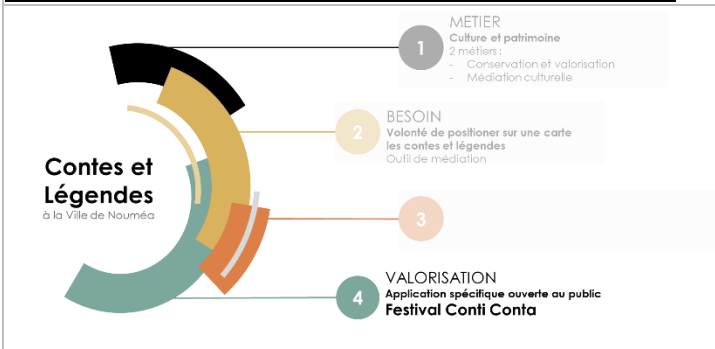 Contes et
Légendes
à la Ville de Nouméa
1
METIER
Culture et patrimoine
2 métiers :
- Conservation et valorisation
- Médiation culturelle
2
BESOIN
Volonté de positionner sur une carte
les contes et légendes
Outil de médiation
3
4
VALORISATION
Application spécifique ouverte au public
Festival Conti Conta